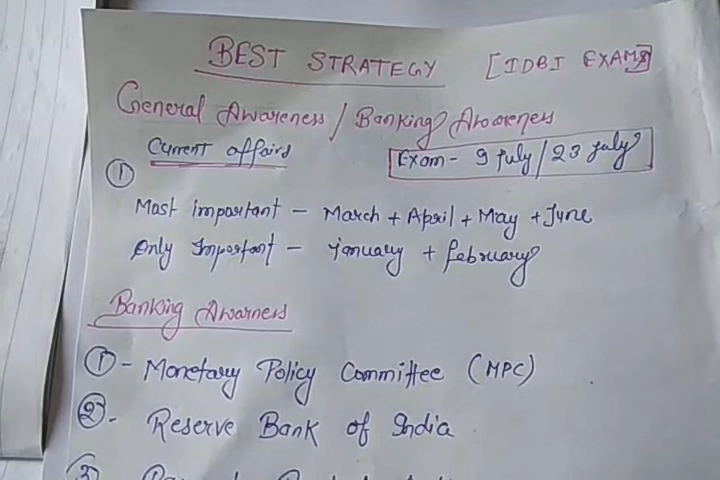 BEST STRATEGY [IDBI EXAMS]
General Awareness / Banking Awareness
Current affairs
Exam - 9 july / 23 july
①
Most important - March + April + May + June
Only Important - january + february
Banking Awarness
① - Monetary Policy Committee (MPC)
② - Reserve Bank of India
③